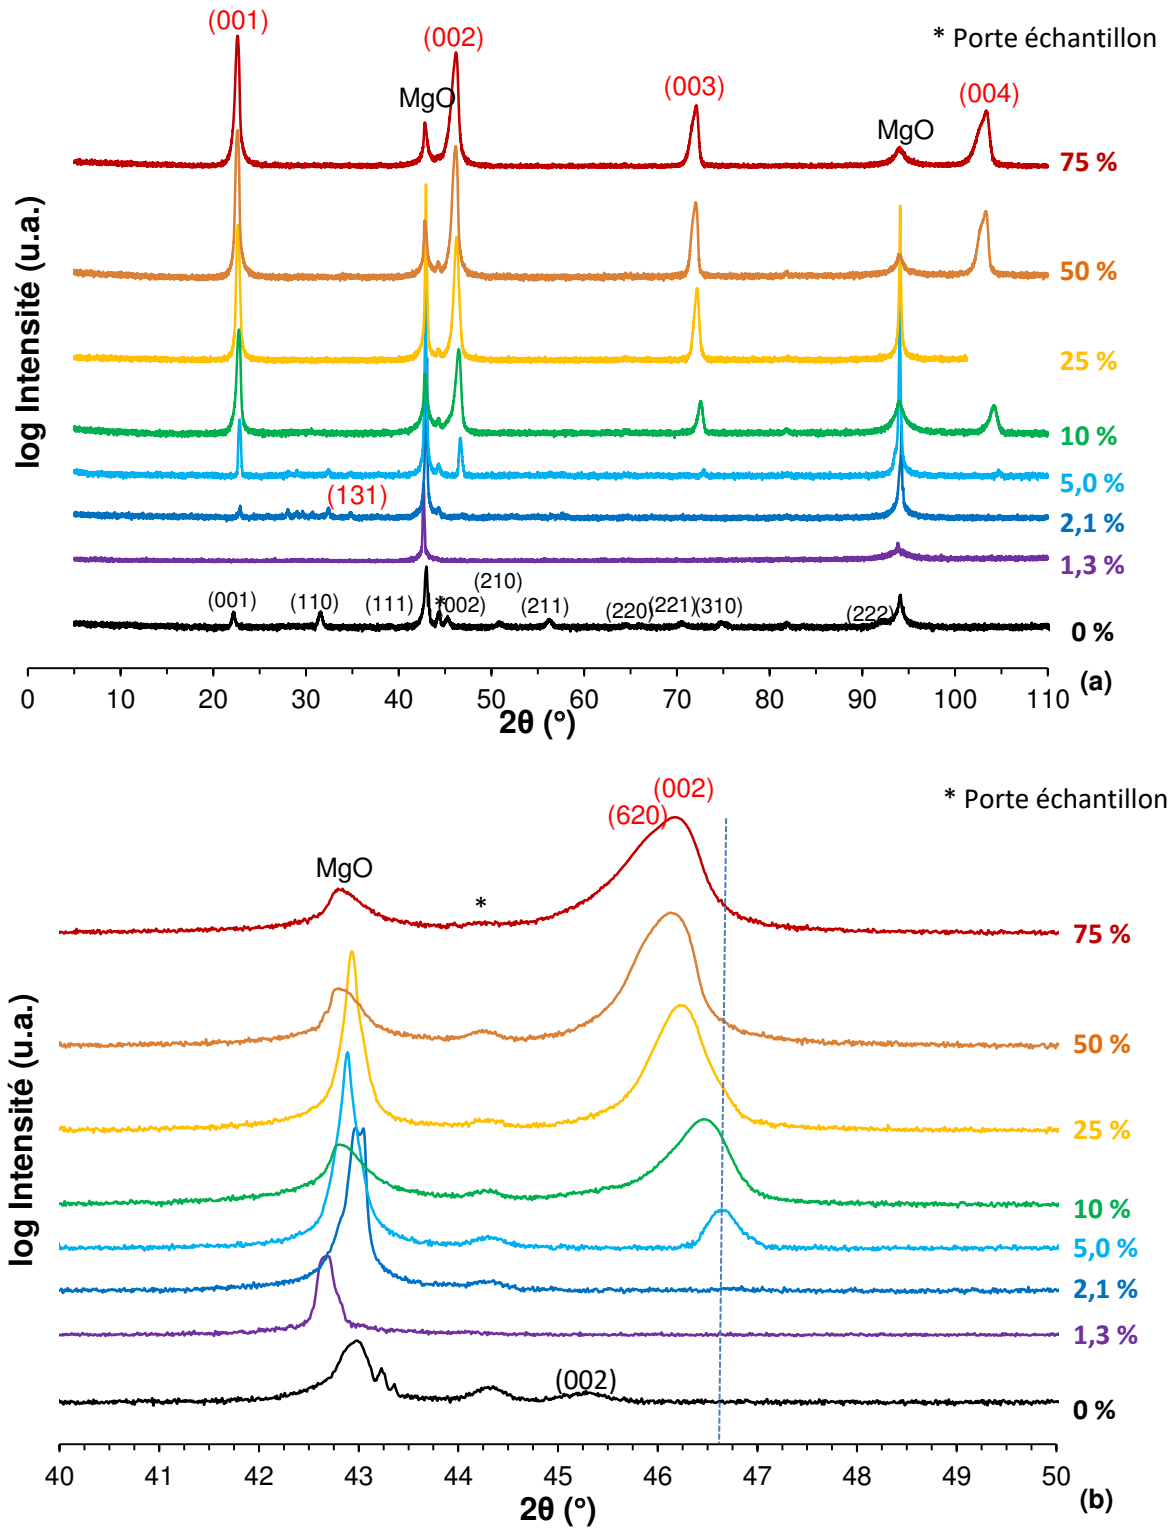 (001)
(002)
* Porte échantillon
MgO
(003)
(004)
MgO
75 %
50 %
25 %
10 %
5,0 %
(131)
2,1 %
1,3 %
(001)
(110)
(111)
*
(002)
(210)
(211)
(220)
(221)
(310)
(222)
0 %
log Intensité (u.a.)
0 10 20 30 40 50 60 70 80 90 100 110
2θ (°)
(a)
(002)
* Porte échantillon
(620)
MgO
*
75 %
50 %
25 %
10 %
5,0 %
2,1 %
1,3 %
(002)
0 %
log Intensité (u.a.)
40 41 42 43 44 45 46 47 48 49 50
2θ (°)
(b)